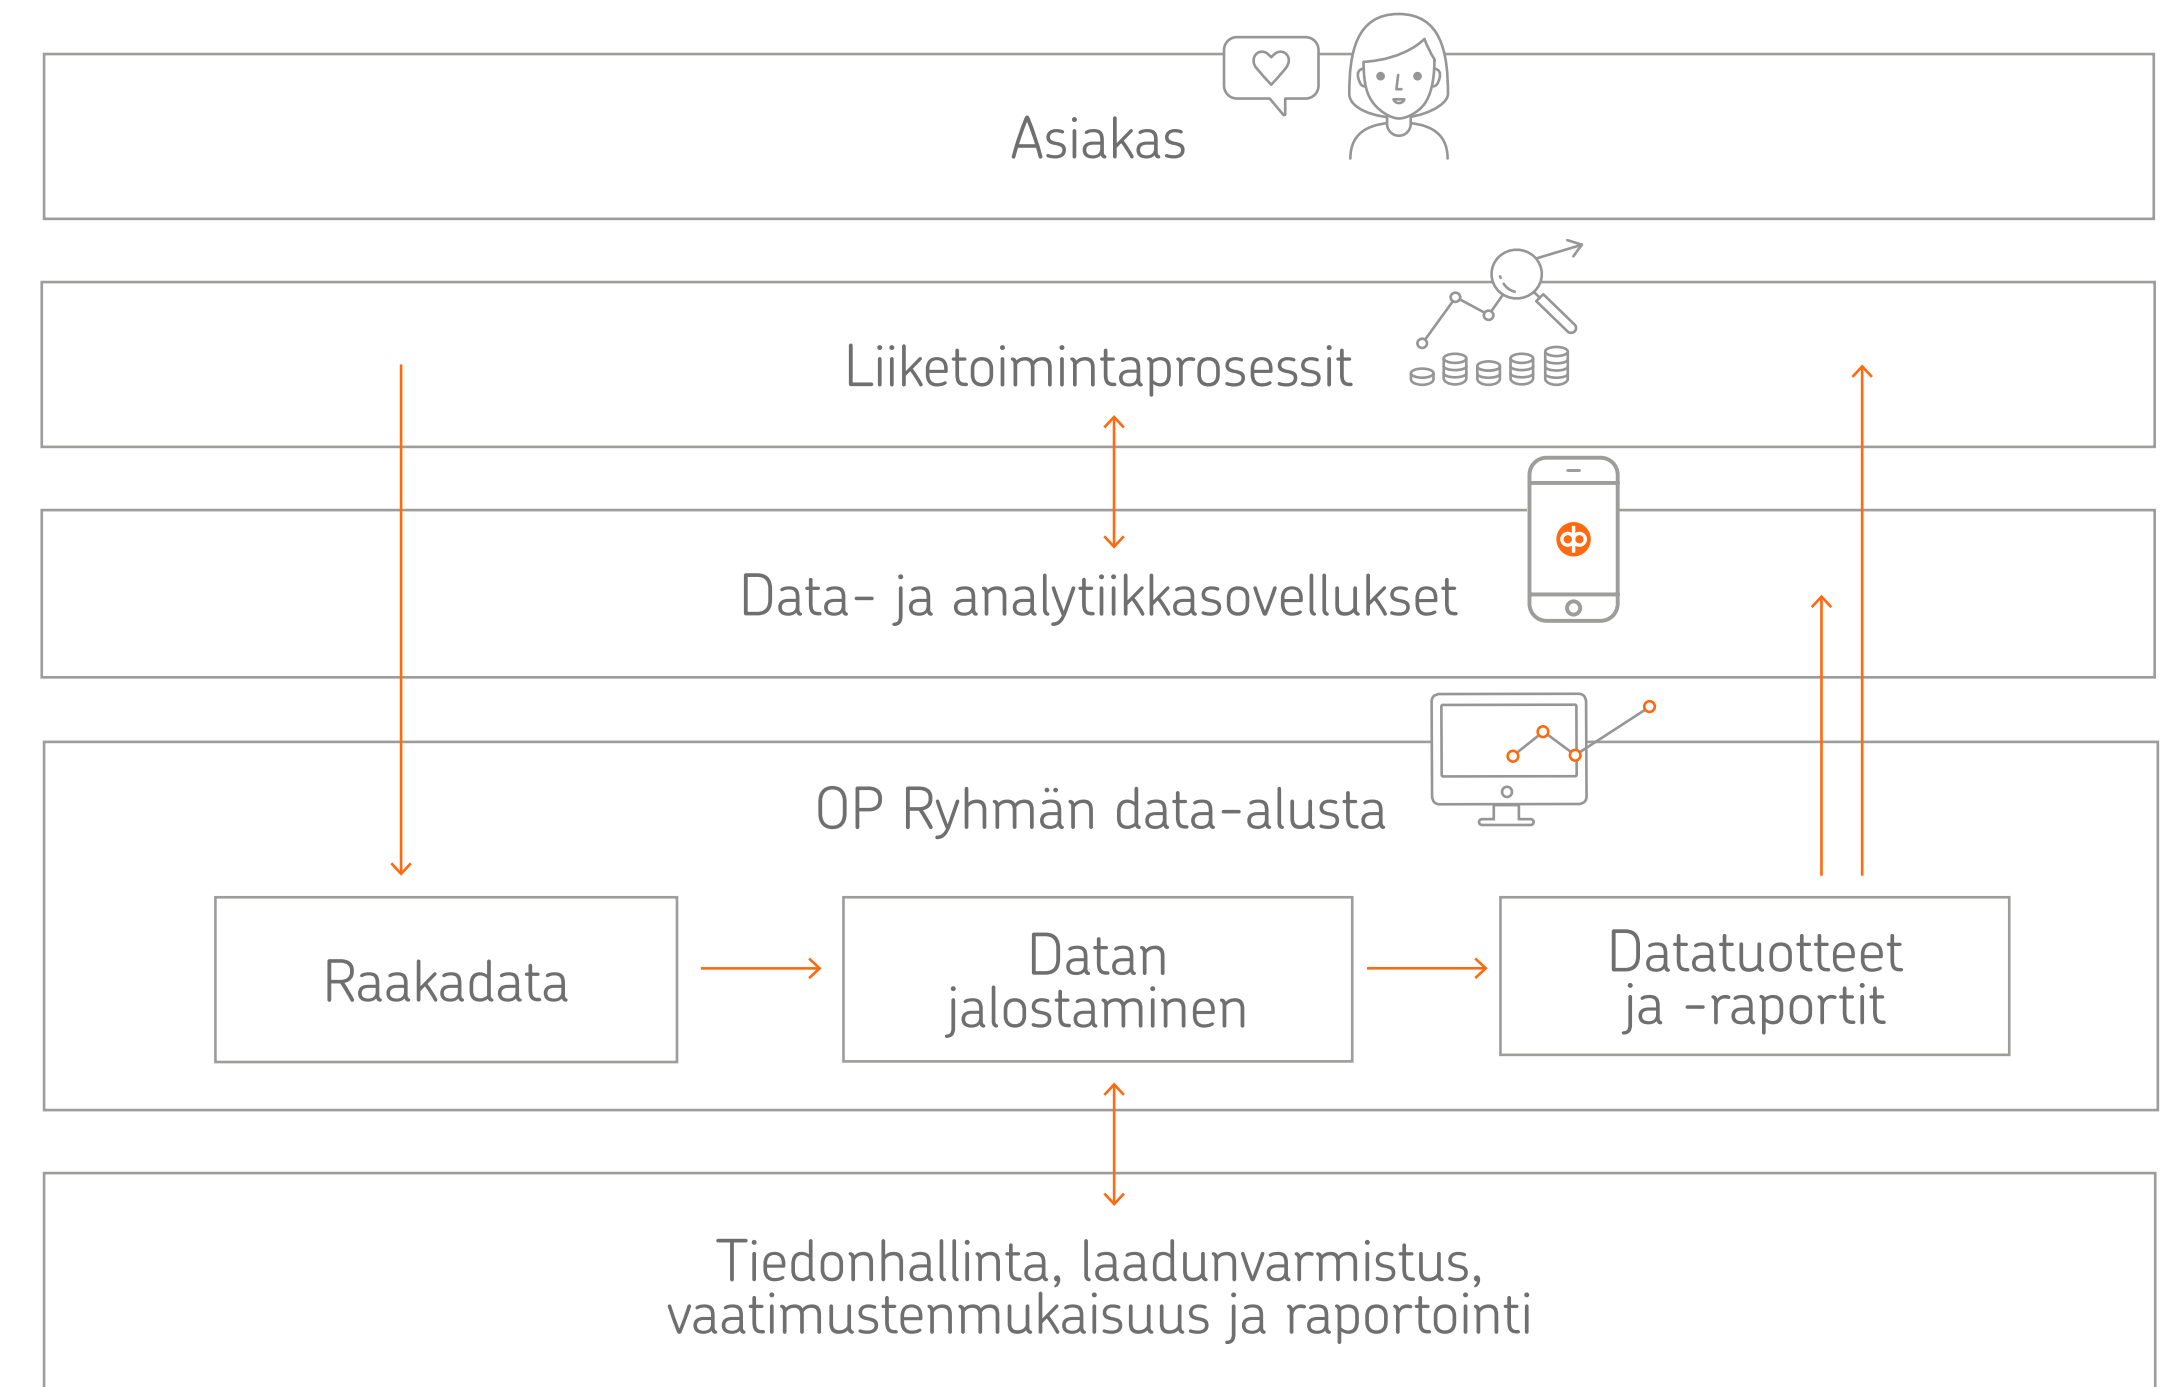 Asiakas
Liiketoimintaprosessit
Data- ja analytiikkasovellukset
OP Ryhmän data-alusta
Raakadata
Datan
jalostaminen
Datatuotteet
ja -raportit
Tiedonhallinta, laadunvarmistus,
vaatimustenmukaisuus ja raportointi